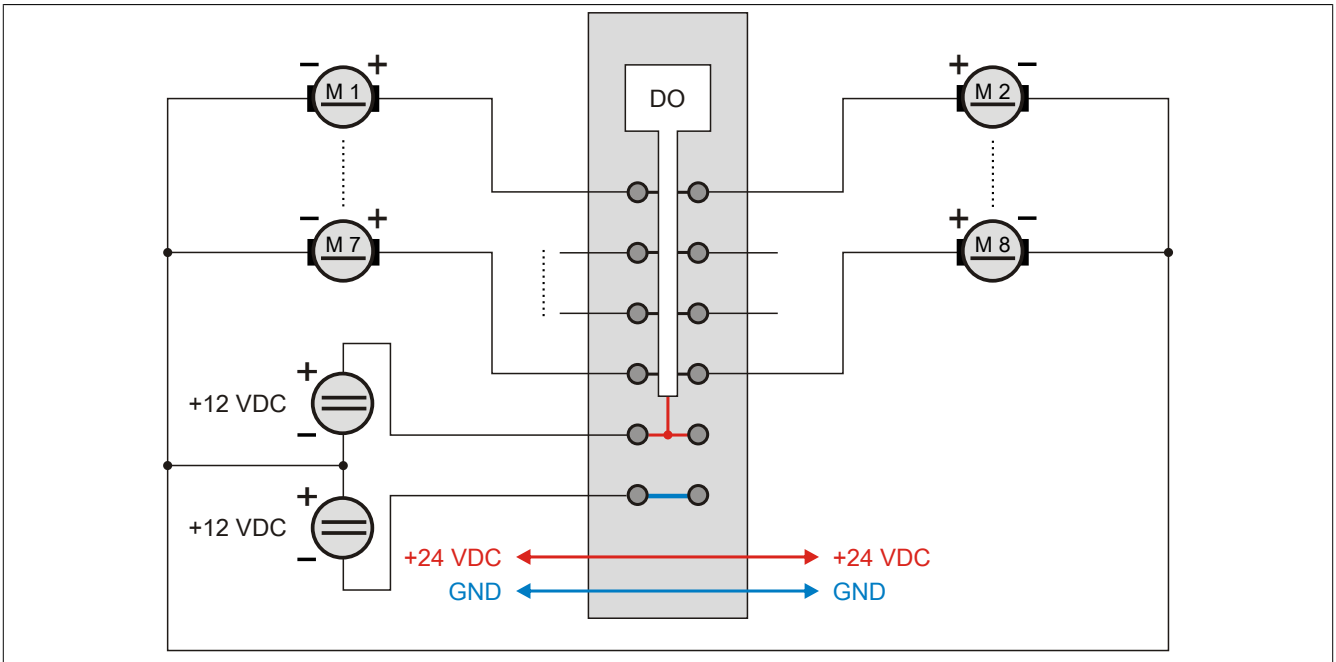 − + M 1
DO
+ − M 2
− + M 7
+ − M 8
+
+12 VDC
−
+
+12 VDC
−
+24 VDC +24 VDC
GND GND